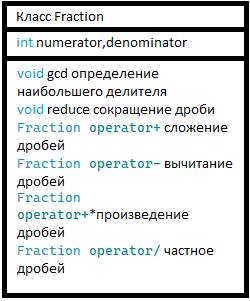 Класс Fraction
int numerator,denominator
void gcd определение
наибольшего делителя
void reduce сокращение дроби
Fraction operator+ сложение
дробей
Fraction operator– вычитание
дробей
Fraction
operator+*произведение
дробей
Fraction operator/ частное
дробей